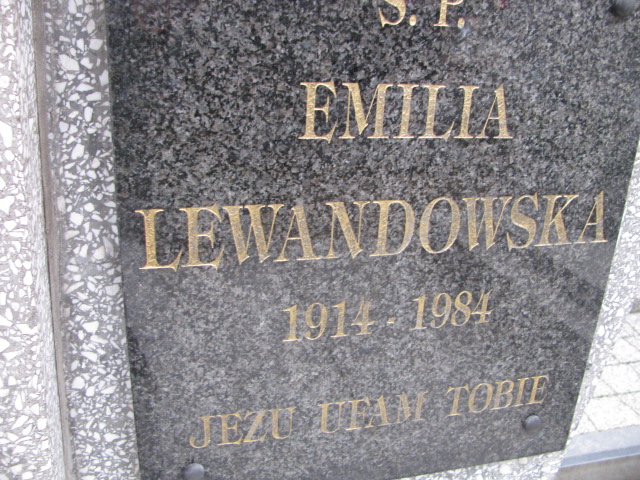 S. P.
EMILIA
LEWANDOWSKA
1914 - 1984
JEZU UFAM TOBIE